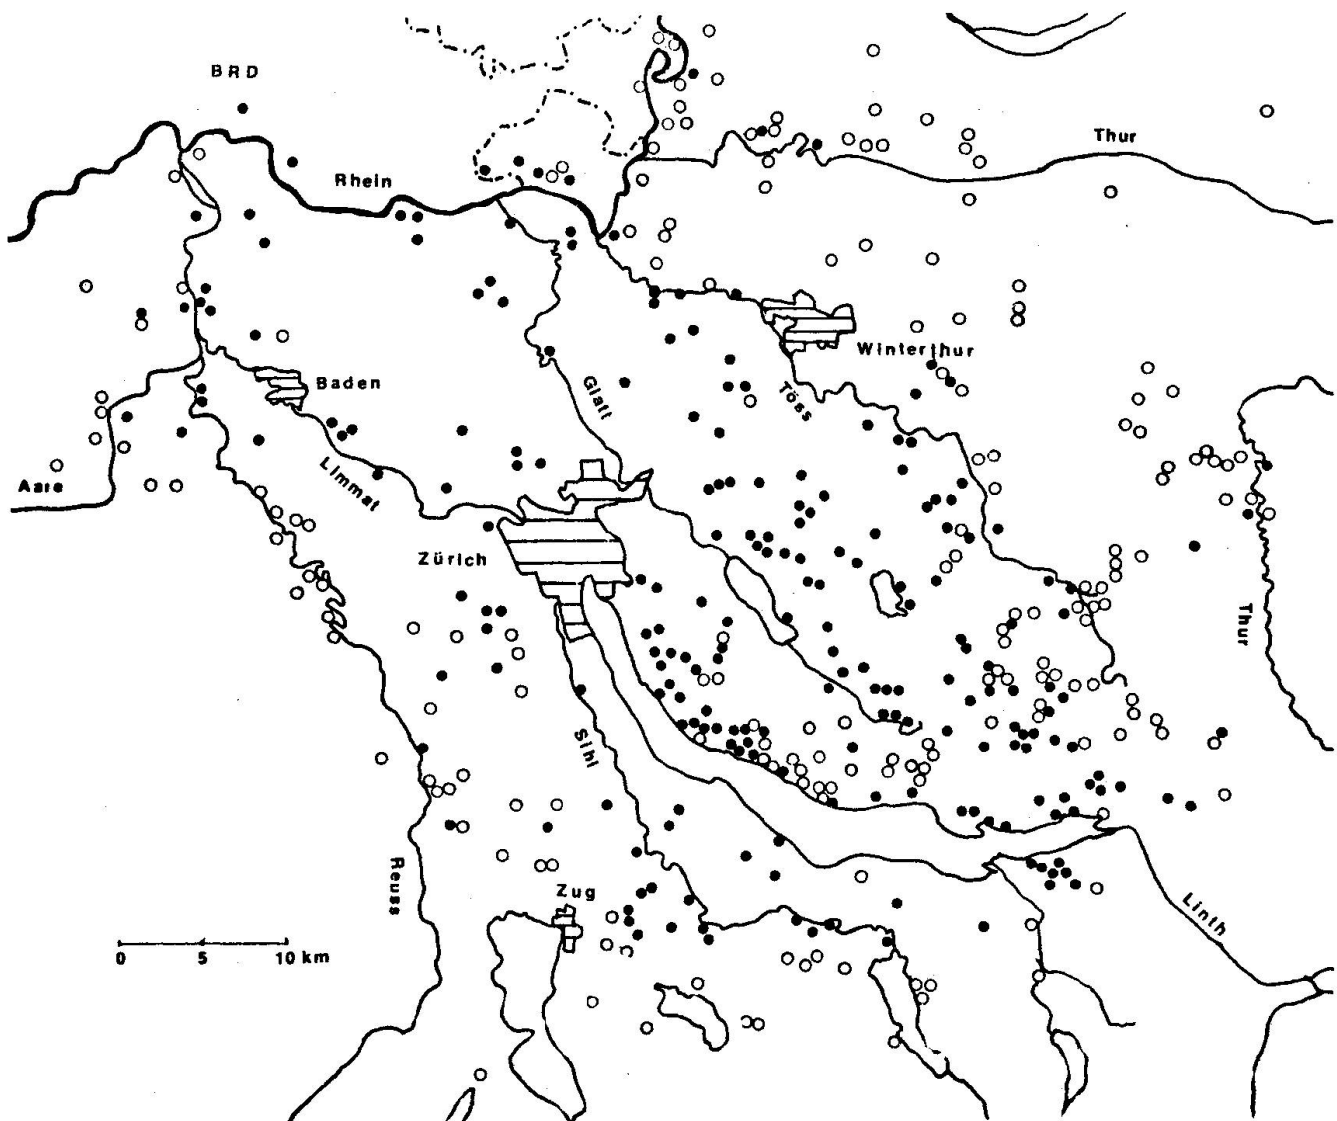 BRD
Thur
Rhein
Winterthur
Baden
Glatt
Töss
Limmat
Aare
Zürich
Thur
Sihl
Reuss
Zug
Linth
0 5 10 km